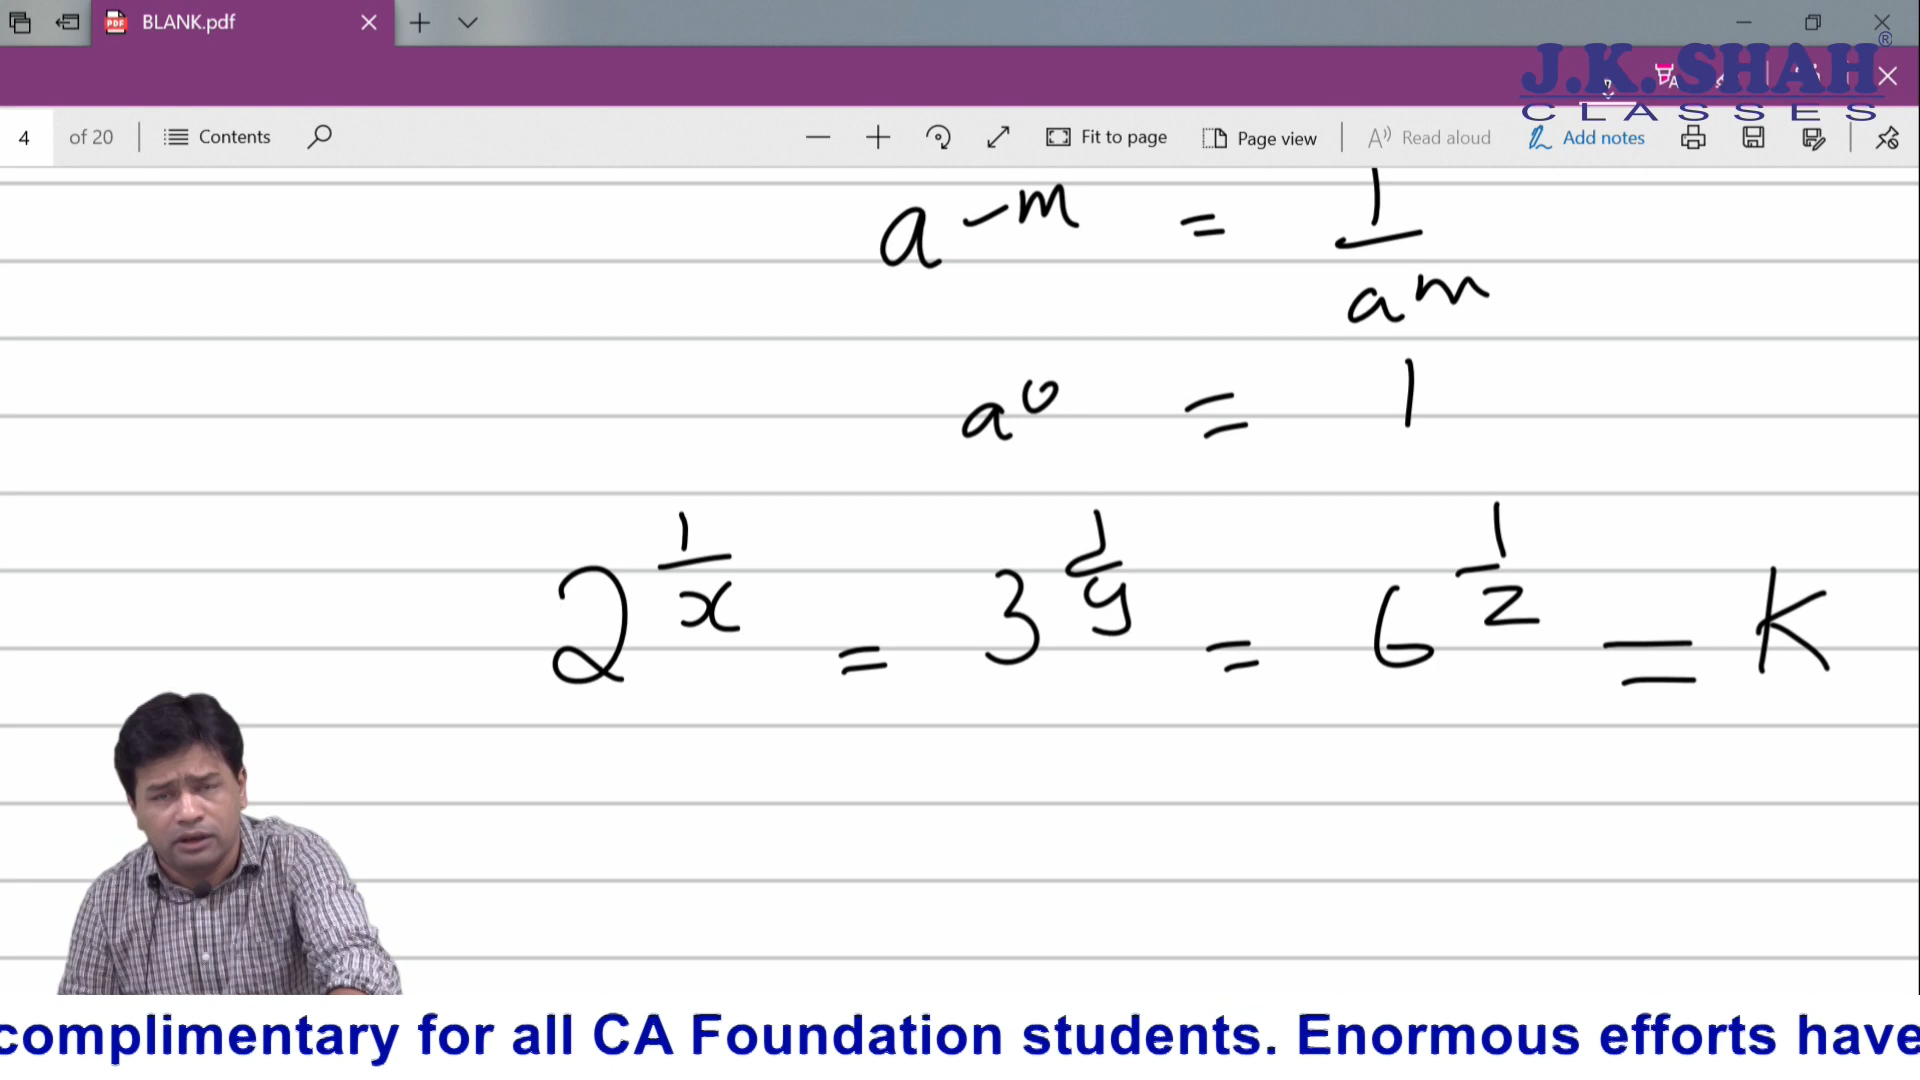 BLANK.pdf
J.K.SHAH®
CLASSES
4 of 20 Contents Fit to page Page view Read aloud Add notes
a^{-m} = 1/a^m
a^0 = 1
2^{1/x} = 3^{1/y} = 6^{1/z} = K
complimentary for all CA Foundation students. Enormous efforts have